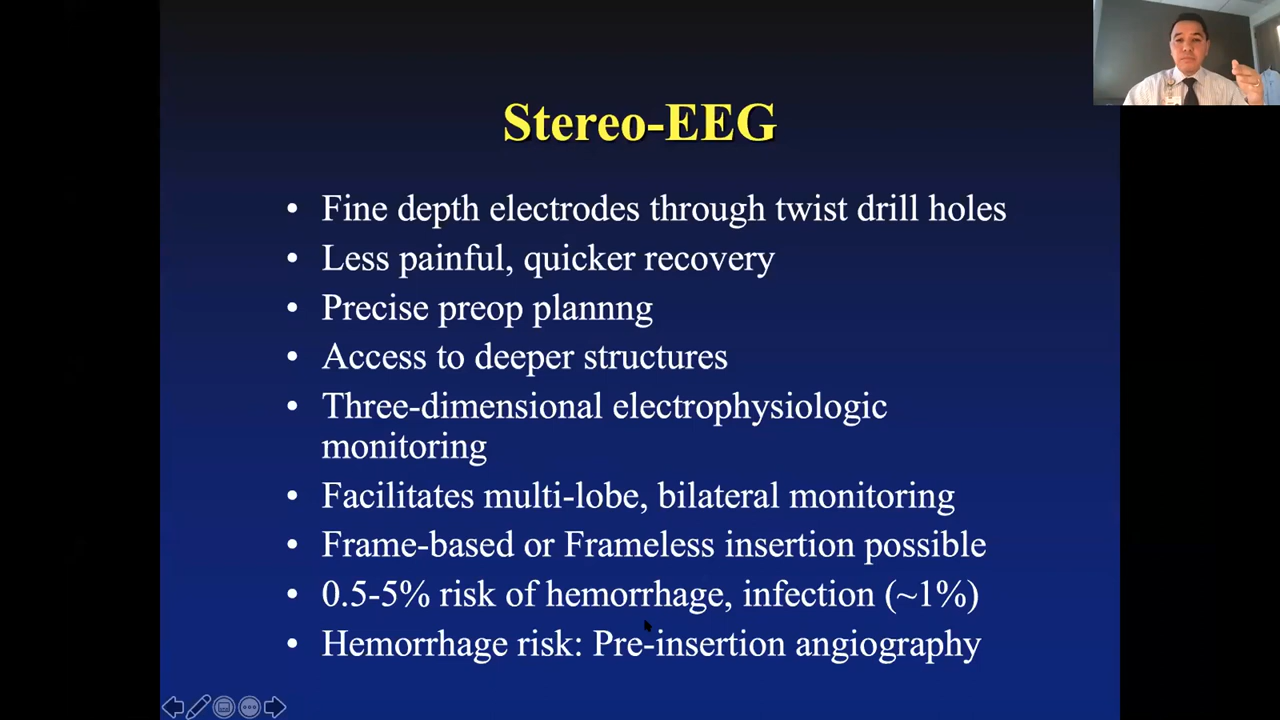 Stereo-EEG
• Fine depth electrodes through twist drill holes
• Less painful, quicker recovery
• Precise preop plannng
• Access to deeper structures
• Three-dimensional electrophysiologic
monitoring
• Facilitates multi-lobe, bilateral monitoring
• Frame-based or Frameless insertion possible
• 0.5-5% risk of hemorrhage, infection (~1%)
• Hemorrhage risk: Pre-insertion angiography